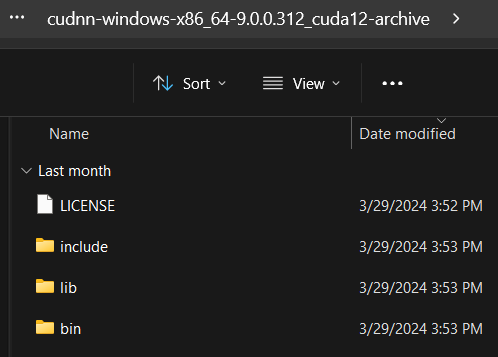 cudnn-windows-x86_64-9.0.0.312_cuda12-archive
Sort View
Name Date modified
Last month
LICENSE 3/29/2024 3:52 PM
include 3/29/2024 3:53 PM
lib 3/29/2024 3:53 PM
bin 3/29/2024 3:53 PM